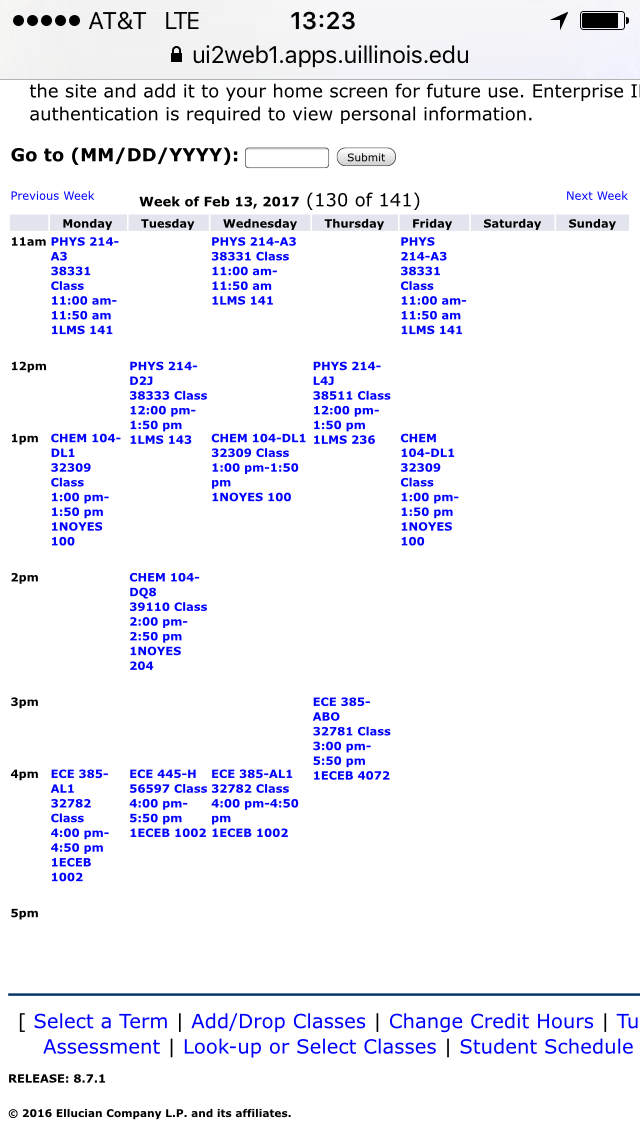 AT&T LTE 13:23
ui2web1.apps.uillinois.edu
the site and add it to your home screen for future use. Enterprise I
authentication is required to view personal information.
Go to (MM/DD/YYYY): Submit
Previous Week Week of Feb 13, 2017 (130 of 141) Next Week
Monday Tuesday Wednesday Thursday Friday Saturday Sunday
11am
PHYS 214-
A3
38331
Class
11:00 am-
11:50 am
1LMS 141
PHYS 214-A3
38331 Class
11:00 am-
11:50 am
1LMS 141
PHYS
214-A3
38331
Class
11:00 am-
11:50 am
1LMS 141
12pm
PHYS 214-
D2J
38333 Class
12:00 pm-
1:50 pm
1LMS 143
PHYS 214-
L4J
38511 Class
12:00 pm-
1:50 pm
1LMS 236
1pm
CHEM 104-
DL1
32309
Class
1:00 pm-
1:50 pm
1NOYES
100
CHEM 104-DL1
32309 Class
1:00 pm-1:50
pm
1NOYES 100
CHEM
104-DL1
32309
Class
1:00 pm-
1:50 pm
1NOYES
100
2pm
CHEM 104-
DQ8
39110 Class
2:00 pm-
2:50 pm
1NOYES
204
3pm
ECE 385-
ABO
32781 Class
3:00 pm-
5:50 pm
1ECEB 4072
4pm
ECE 385-
AL1
32782
Class
4:00 pm-
4:50 pm
1ECEB
1002
ECE 445-H
56597 Class
4:00 pm-
5:50 pm
1ECEB 1002
ECE 385-AL1
32782 Class
4:00 pm-4:50
pm
1ECEB 1002
5pm
[ Select a Term | Add/Drop Classes | Change Credit Hours | Tu
Assessment | Look-up or Select Classes | Student Schedule
RELEASE: 8.7.1
© 2016 Ellucian Company L.P. and its affiliates.